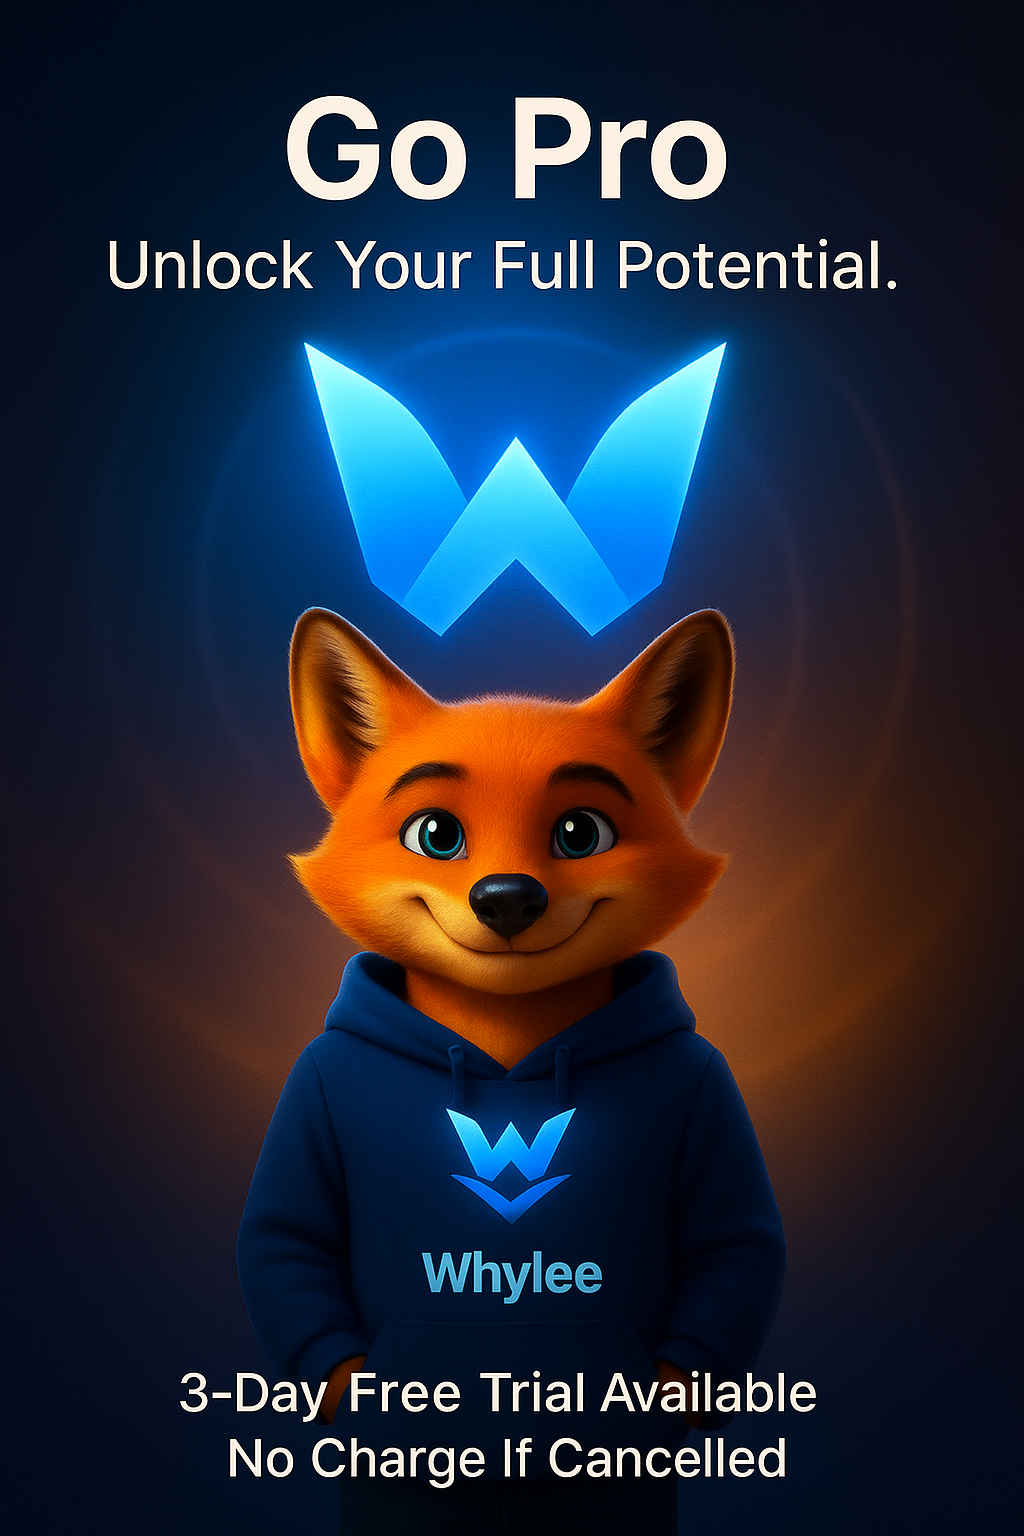 Go Pro
Unlock Your Full Potential.
W
Whylee
3-Day Free Trial Available
No Charge If Cancelled